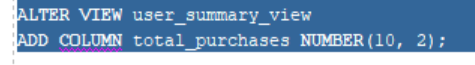 ALTER VIEW user_summary_view
ADD COLUMN total_purchases NUMBER(10, 2);